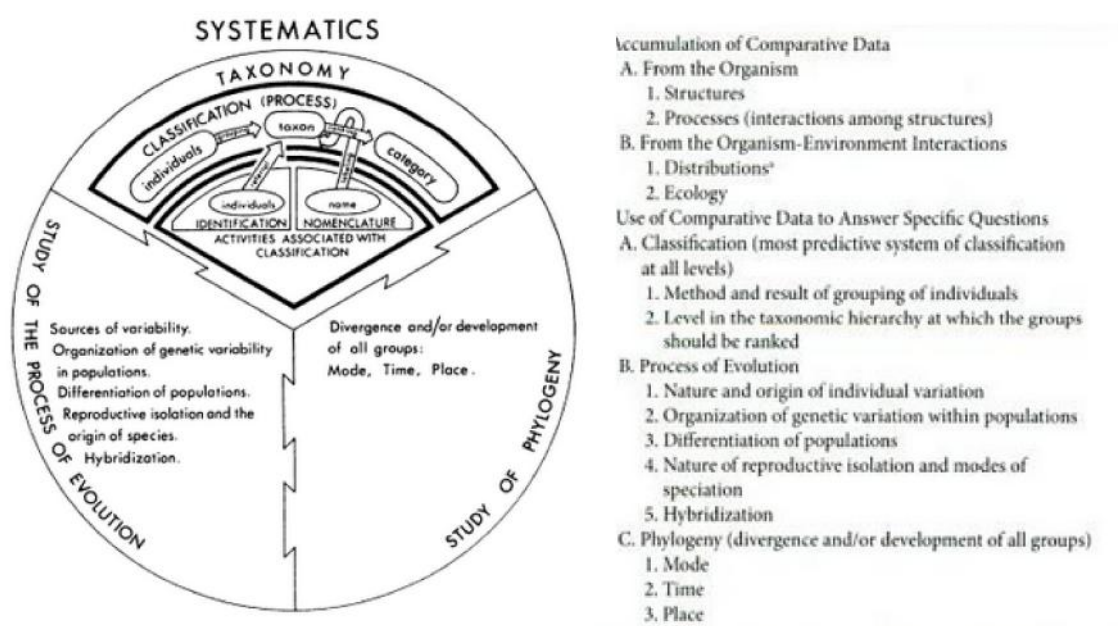 SYSTEMATICS
TAXONOMY
CLASSIFICATION (PROCESS)
individuals
taxon
category
individuals
name
IDENTIFICATION
NOMENCLATURE
ACTIVITIES ASSOCIATED WITH
CLASSIFICATION
STUDY OF THE PROCESS OF EVOLUTION
Sources of variability.
Organization of genetic variability
in populations.
Differentiation of populations.
Reproductive isolation and the
origin of species.
Hybridization.
Divergence and/or development
of all groups:
Mode, Time, Place.
STUDY OF PHYLOGENY
Accumulation of Comparative Data
A. From the Organism
1. Structures
2. Processes (interactions among structures)
B. From the Organism-Environment Interactions
1. Distributions*
2. Ecology
Use of Comparative Data to Answer Specific Questions
A. Classification (most predictive system of classification
at all levels)
1. Method and result of grouping of individuals
2. Level in the taxonomic hierarchy at which the groups
should be ranked
B. Process of Evolution
1. Nature and origin of individual variation
2. Organization of genetic variation within populations
3. Differentiation of populations
4. Nature of reproductive isolation and modes of
speciation
5. Hybridization
C. Phylogeny (divergence and/or development of all groups)
1. Mode
2. Time
3. Place